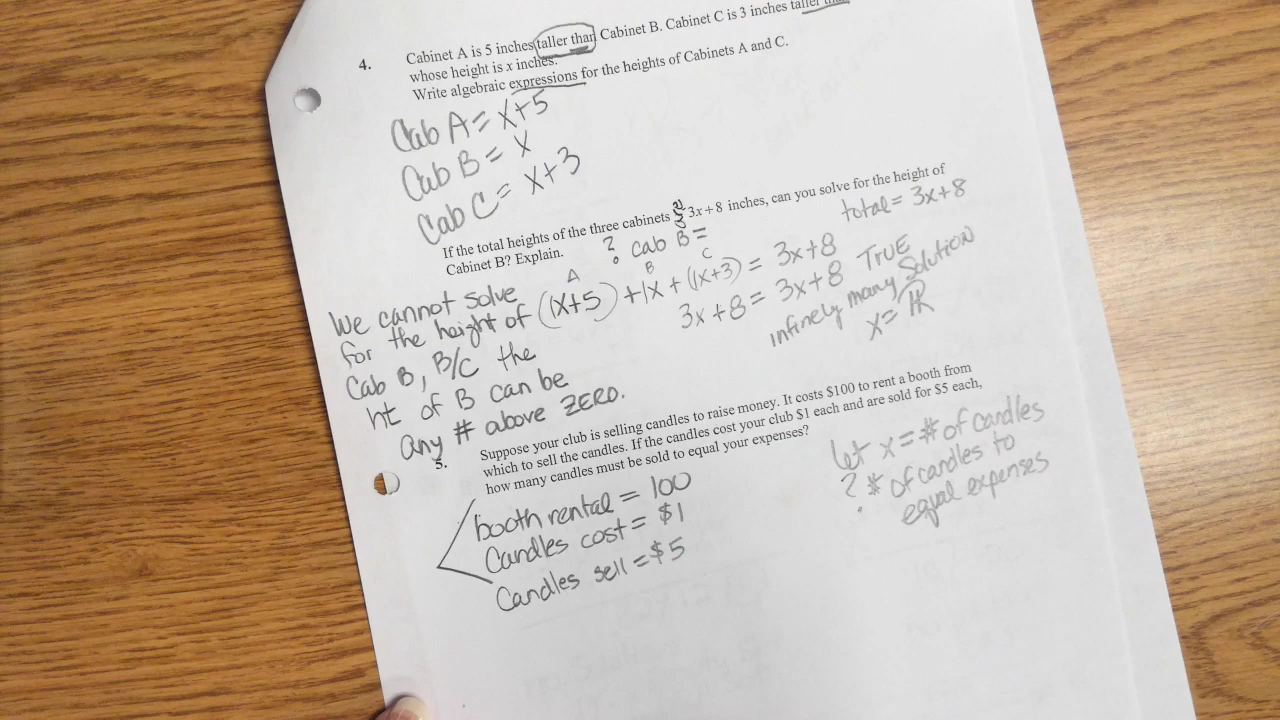 4. Cabinet A is 5 inches taller than Cabinet B. Cabinet C is 3 inches taller than
whose height is x inches.
Write algebraic expressions for the heights of Cabinets A and C.
Cab A = x+5
Cab B = x
Cab C = x+3
If the total heights of the three cabinets is 3x+8 inches, can you solve for the height of
Cabinet B? Explain.
? Cab B =
total = 3x+8
A B C
(1x+5) + 1x + (1x+3) = 3x+8
3x+8 = 3x+8 TRUE
infinely many Solution
x = ℝ
We cannot solve
for the height of
Cab B, B/C the
ht of B can be
any # above ZERO.
5. Suppose your club is selling candles to raise money. It costs $100 to rent a booth from
which to sell the candles. If the candles cost your club $1 each and are sold for $5 each,
how many candles must be sold to equal your expenses?
booth rental = 100
Candles cost = $1
Candles sell = $5
let x = # of candles
? # of candles to
equal expenses